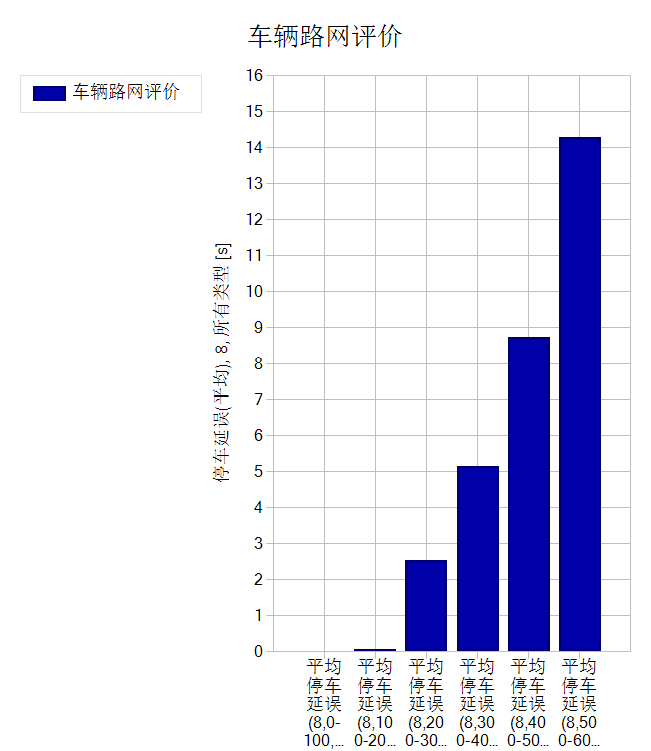 车辆路网评价
车辆路网评价
停车延误(平均), 8, 所有类型 [s]
16
15
14
13
12
11
10
9
8
7
6
5
4
3
2
1
0
平均
停车
延误
(8,0-
100,...
平均
停车
延误
(8,10
0-20...
平均
停车
延误
(8,20
0-30...
平均
停车
延误
(8,30
0-40...
平均
停车
延误
(8,40
0-50...
平均
停车
延误
(8,50
0-60...